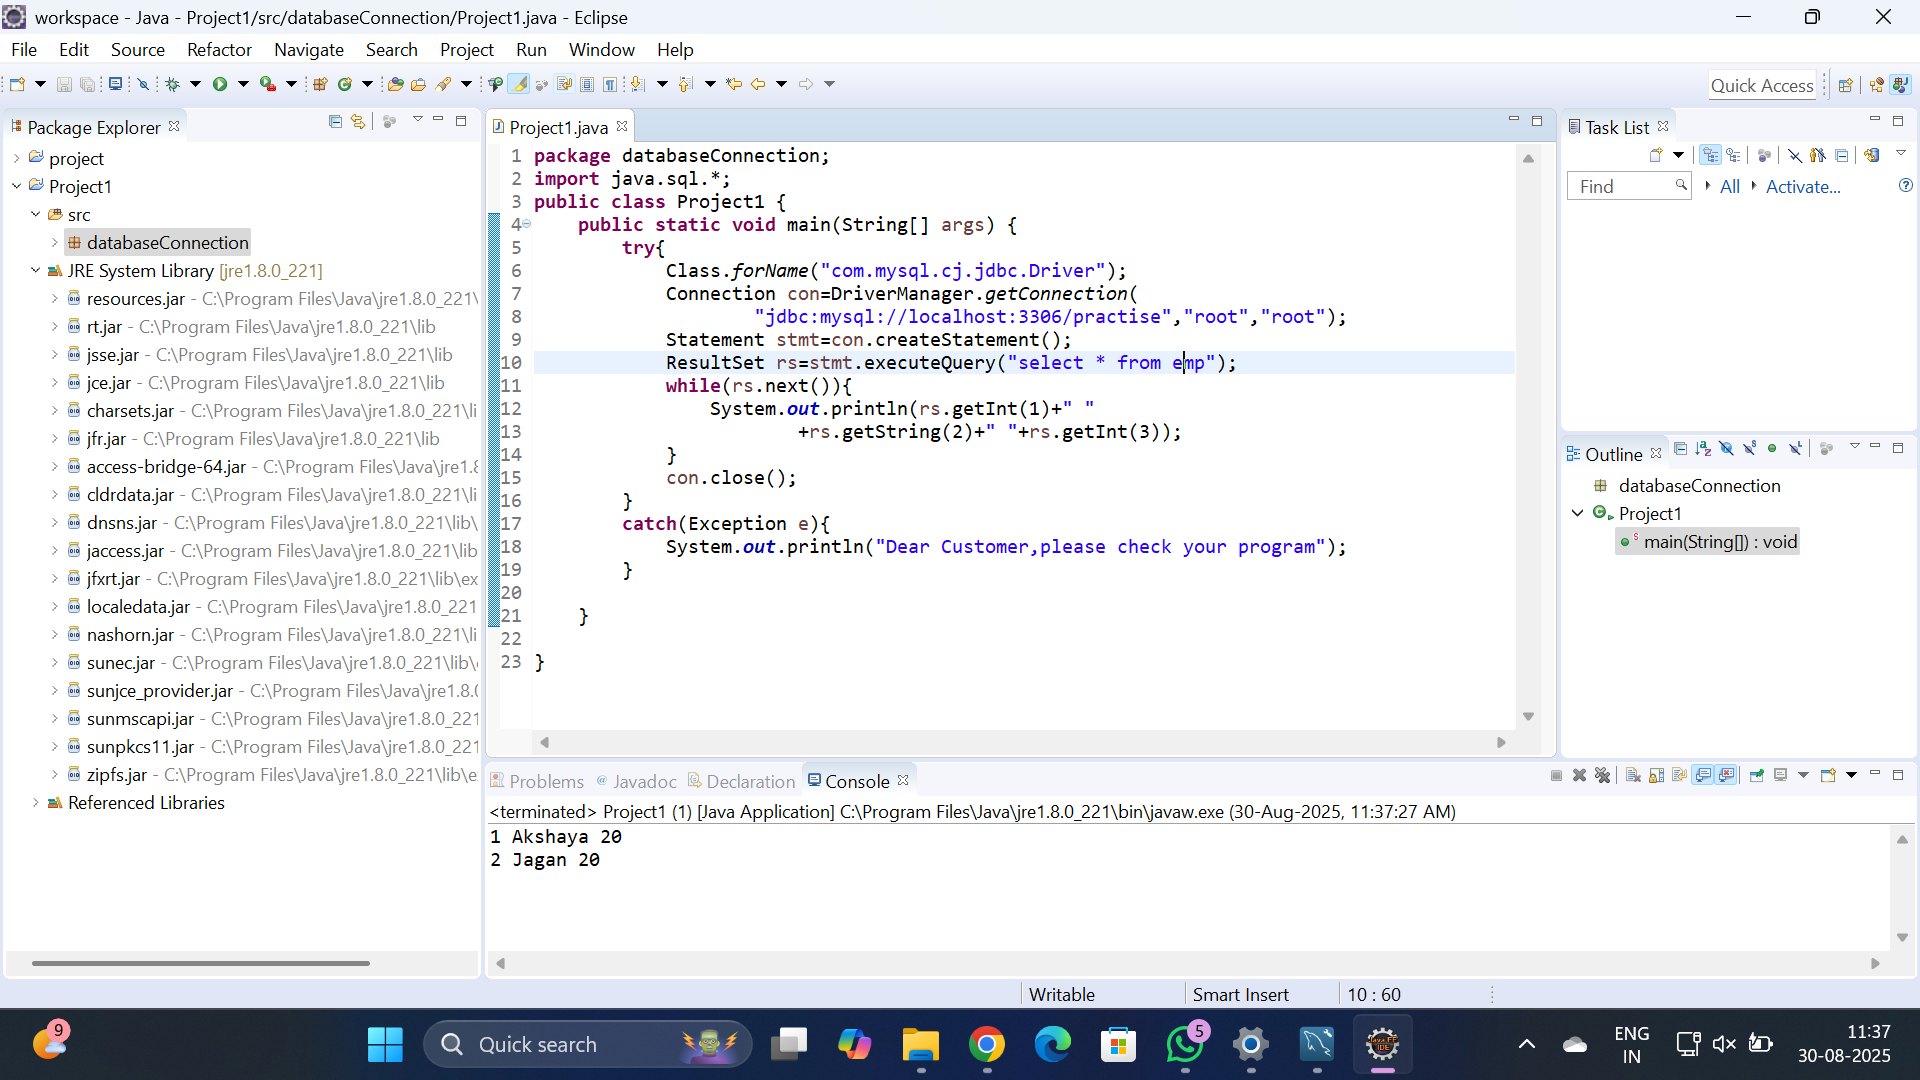 workspace - Java - Project1/src/databaseConnection/Project1.java - Eclipse
File Edit Source Refactor Navigate Search Project Run Window Help
Quick Access
Package Explorer
project
Project1
src
databaseConnection
JRE System Library [jre1.8.0_221]
resources.jar - C:\Program Files\Java\jre1.8.0_221\
rt.jar - C:\Program Files\Java\jre1.8.0_221\lib
jsse.jar - C:\Program Files\Java\jre1.8.0_221\lib
jce.jar - C:\Program Files\Java\jre1.8.0_221\lib
charsets.jar - C:\Program Files\Java\jre1.8.0_221\li
jfr.jar - C:\Program Files\Java\jre1.8.0_221\lib
access-bridge-64.jar - C:\Program Files\Java\jre1.8
cldrdata.jar - C:\Program Files\Java\jre1.8.0_221\li
dnsns.jar - C:\Program Files\Java\jre1.8.0_221\lib\
jaccess.jar - C:\Program Files\Java\jre1.8.0_221\lib
jfxrt.jar - C:\Program Files\Java\jre1.8.0_221\lib\ex
localedata.jar - C:\Program Files\Java\jre1.8.0_221
nashorn.jar - C:\Program Files\Java\jre1.8.0_221\li
sunec.jar - C:\Program Files\Java\jre1.8.0_221\lib\
sunjce_provider.jar - C:\Program Files\Java\jre1.8.0
sunmscapi.jar - C:\Program Files\Java\jre1.8.0_221
sunpkcs11.jar - C:\Program Files\Java\jre1.8.0_221
zipfs.jar - C:\Program Files\Java\jre1.8.0_221\lib\e
Referenced Libraries
Project1.java
1 package databaseConnection;
2 import java.sql.*;
3 public class Project1 {
4 public static void main(String[] args) {
5 try{
6 Class.forName("com.mysql.cj.jdbc.Driver");
7 Connection con=DriverManager.getConnection(
8 "jdbc:mysql://localhost:3306/practise","root","root");
9 Statement stmt=con.createStatement();
10 ResultSet rs=stmt.executeQuery("select * from emp");
11 while(rs.next()){
12 System.out.println(rs.getInt(1)+" "
13 +rs.getString(2)+" "+rs.getInt(3));
14 }
15 con.close();
16 }
17 catch(Exception e){
18 System.out.println("Dear Customer,please check your program");
19 }
20
21 }
22
23 }
Task List
Find
All
Activate...
Outline
databaseConnection
Project1
main(String[]) : void
Problems @ Javadoc Declaration Console
<terminated> Project1 (1) [Java Application] C:\Program Files\Java\jre1.8.0_221\bin\javaw.exe (30-Aug-2025, 11:37:27 AM)
1 Akshaya 20
2 Jagan 20
Writable
Smart Insert
10 : 60
9
Quick search
5
Java EE
IDE
ENG
IN
11:37
30-08-2025